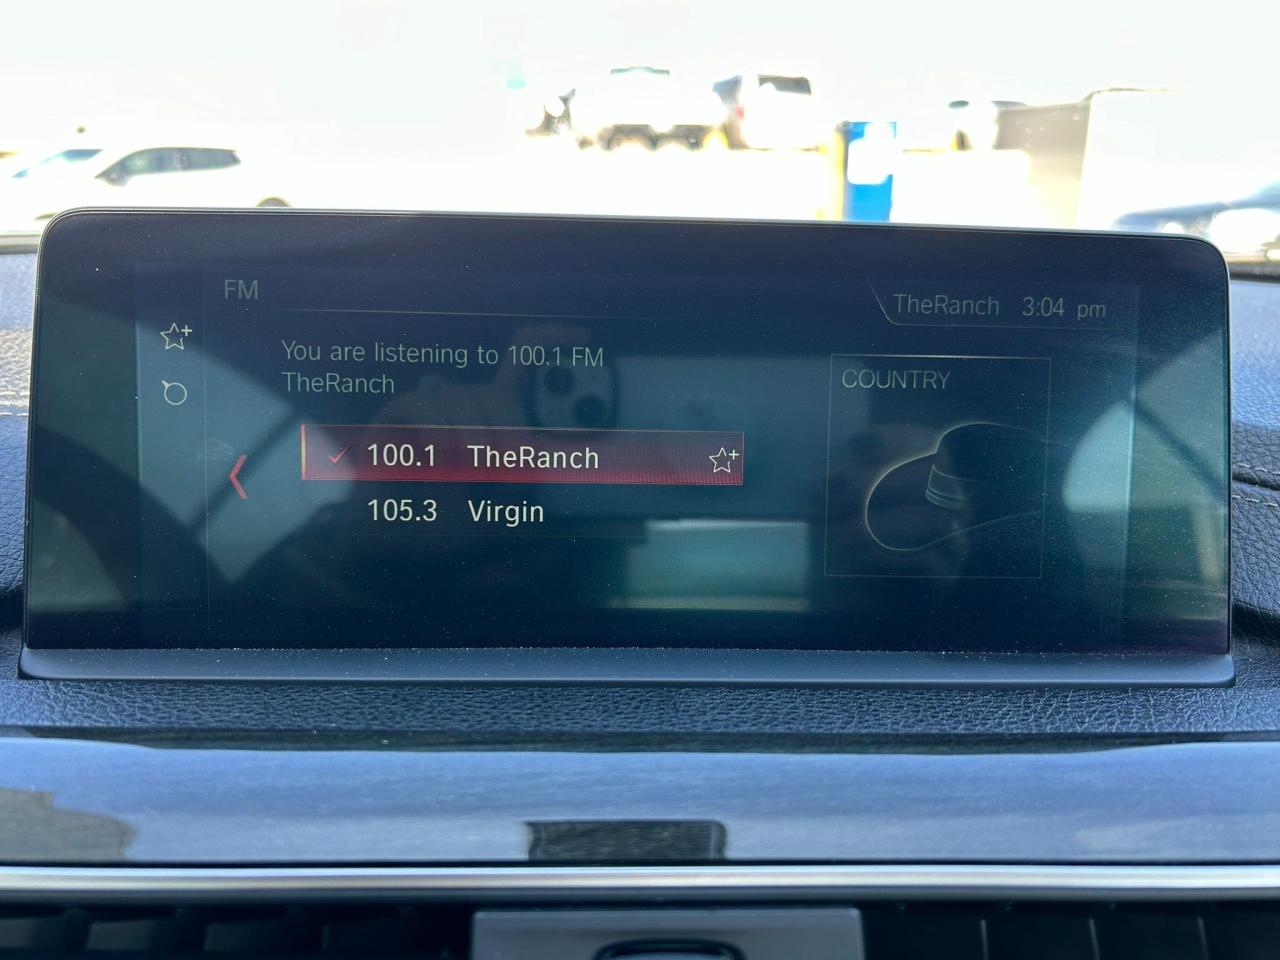 FM
TheRanch 3:04 pm
You are listening to 100.1 FM
TheRanch
COUNTRY
100.1 TheRanch
105.3 Virgin